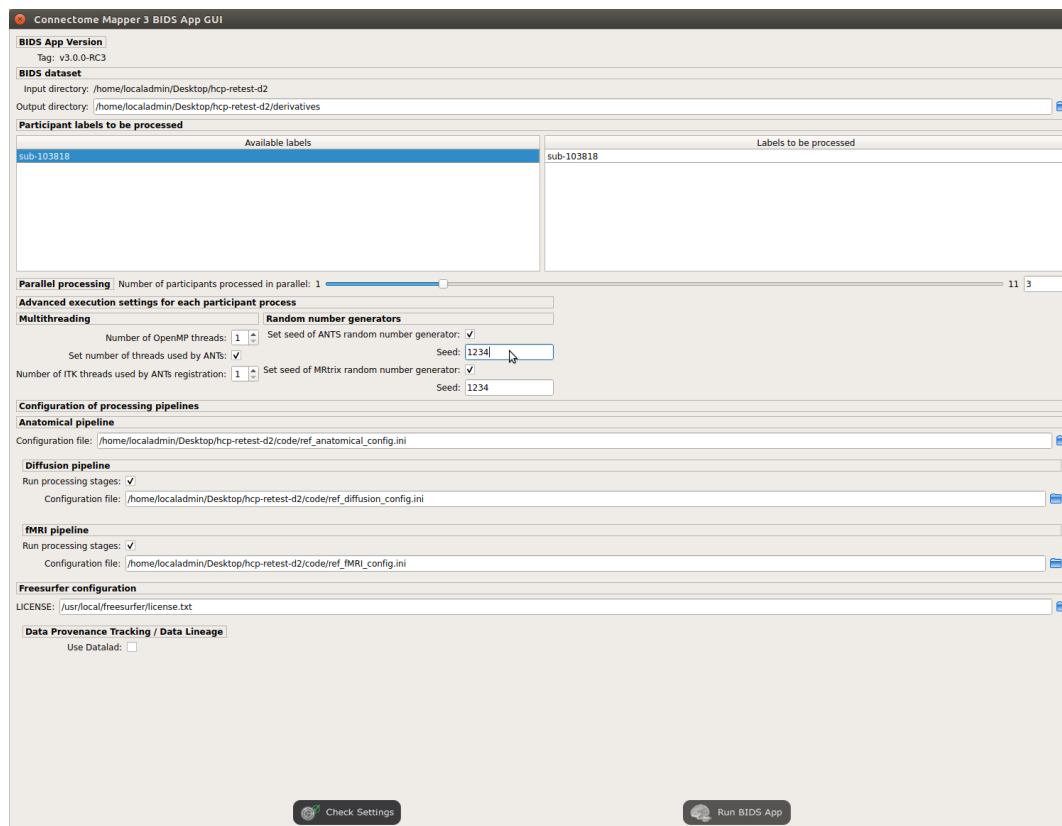 Connectome Mapper 3 BIDS App GUI
BIDS App Version
Tag: v3.0.0-RC3
BIDS dataset
Input directory: /home/localadmin/Desktop/hcp-retest-d2
Output directory: /home/localadmin/Desktop/hcp-retest-d2/derivatives
Participant labels to be processed
Available labels Labels to be processed
sub-103818 sub-103818
Parallel processing Number of participants processed in parallel: 1 11 3
Advanced execution settings for each participant process
Multithreading Random number generators
Number of OpenMP threads: 1 Set seed of ANTS random number generator:
Set number of threads used by ANTs: Seed: 1234
Number of ITK threads used by ANTs registration: 1 Set seed of MRtrix random number generator:
Seed: 1234
Configuration of processing pipelines
Anatomical pipeline
Configuration file: /home/localadmin/Desktop/hcp-retest-d2/code/ref_anatomical_config.ini
Diffusion pipeline
Run processing stages:
Configuration file: /home/localadmin/Desktop/hcp-retest-d2/code/ref_diffusion_config.ini
fMRI pipeline
Run processing stages:
Configuration file: /home/localadmin/Desktop/hcp-retest-d2/code/ref_fMRI_config.ini
Freesurfer configuration
LICENSE: /usr/local/freesurfer/license.txt
Data Provenance Tracking / Data Lineage
Use Datalad:
Check Settings Run BIDS App